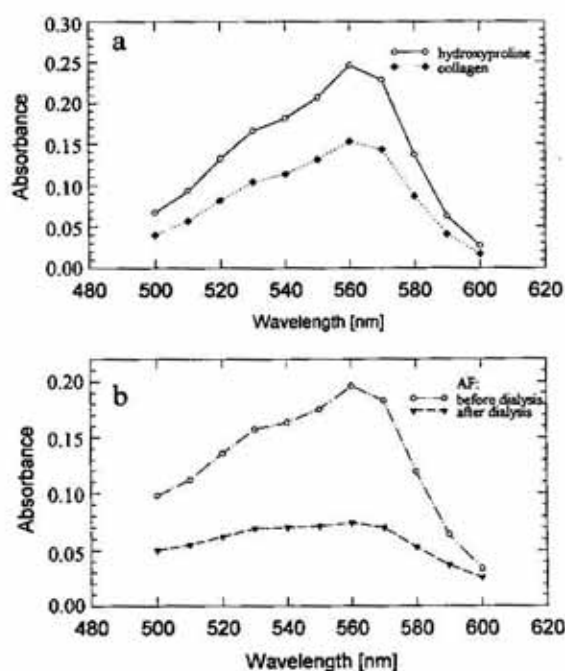 a
hydroxyproline
collagen
0.30
0.25
0.20
0.15
0.10
0.05
0.00
Absorbance
480 500 520 540 560 580 600 620
Wavelength [nm]
b
AF:
before dialysis
after dialysis
0.20
0.15
0.10
0.05
0.00
Absorbance
480 500 520 540 560 580 600 620
Wavelength [nm]